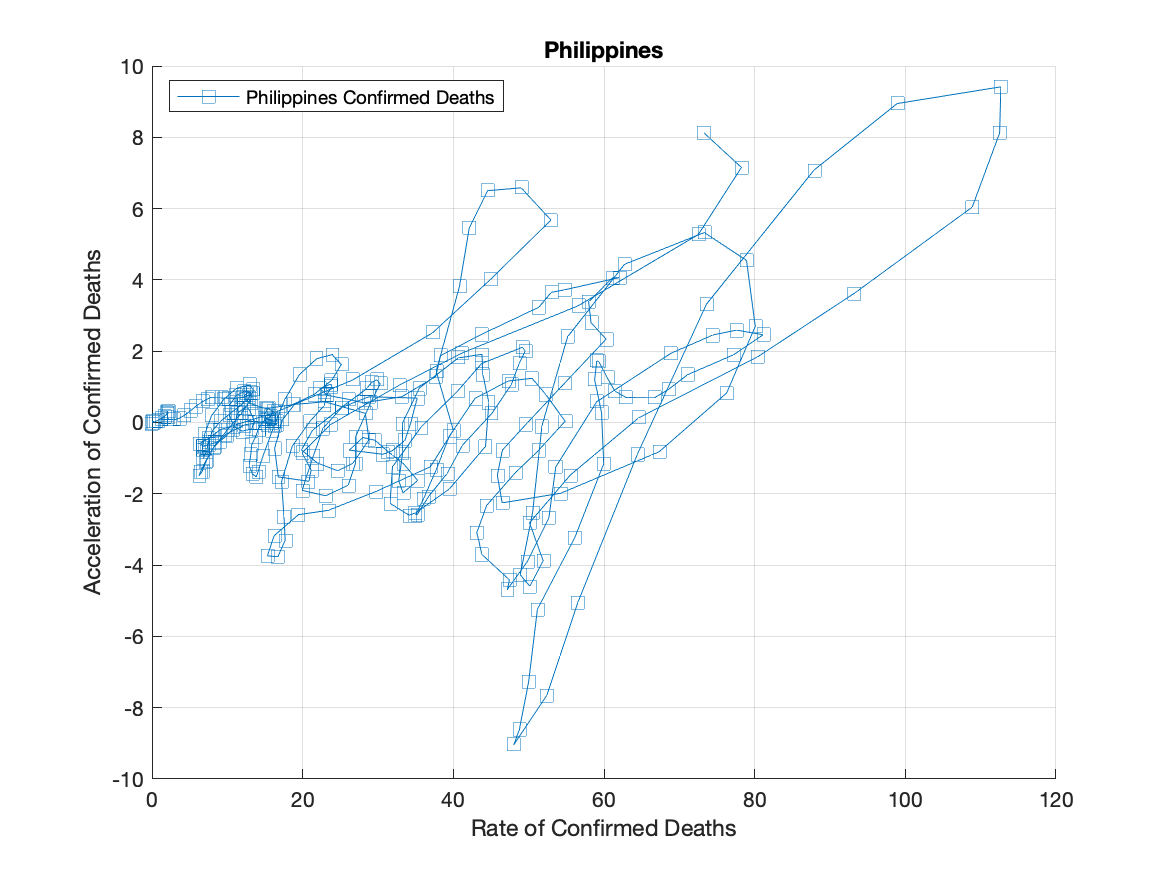 Philippines
Philippines Confirmed Deaths
10
8
6
4
2
0
-2
-4
-6
-8
-10
Acceleration of Confirmed Deaths
0 20 40 60 80 100 120
Rate of Confirmed Deaths